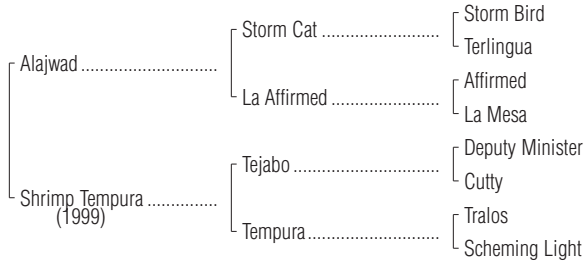 Storm Bird
Storm Cat ..............................
Terlingua
Alajwad ...................................
Affirmed
La Affirmed ...........................
La Mesa
Deputy Minister
Tejabo ....................................
Cutty
Shrimp Tempura ..................
(1999)
Tralos
Tempura.................................
Scheming Light